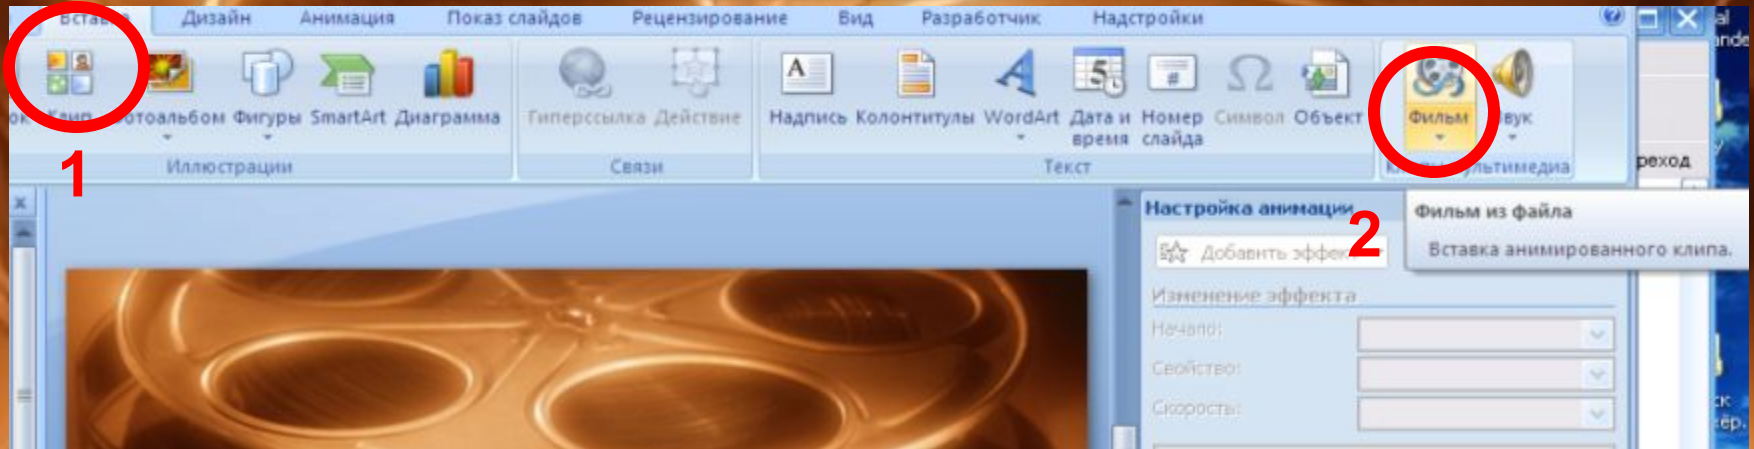 Вставка Дизайн Анимация Показ слайдов Рецензирование Вид Разработчик Надстройки
Клип Фотоальбом Фигуры SmartArt Диаграмма Гиперссылка Действие Надпись Колонтитулы WordArt Дата и время Номер слайда Символ Объект Фильм Звук
Иллюстрации Связи Текст Клипы мультимедиа
1
2
реход
Настройка анимации
Фильм из файла
Вставка анимированного клипа.
Добавить эффект
Изменение эффекта
Начало:
Свойство:
Скорость: